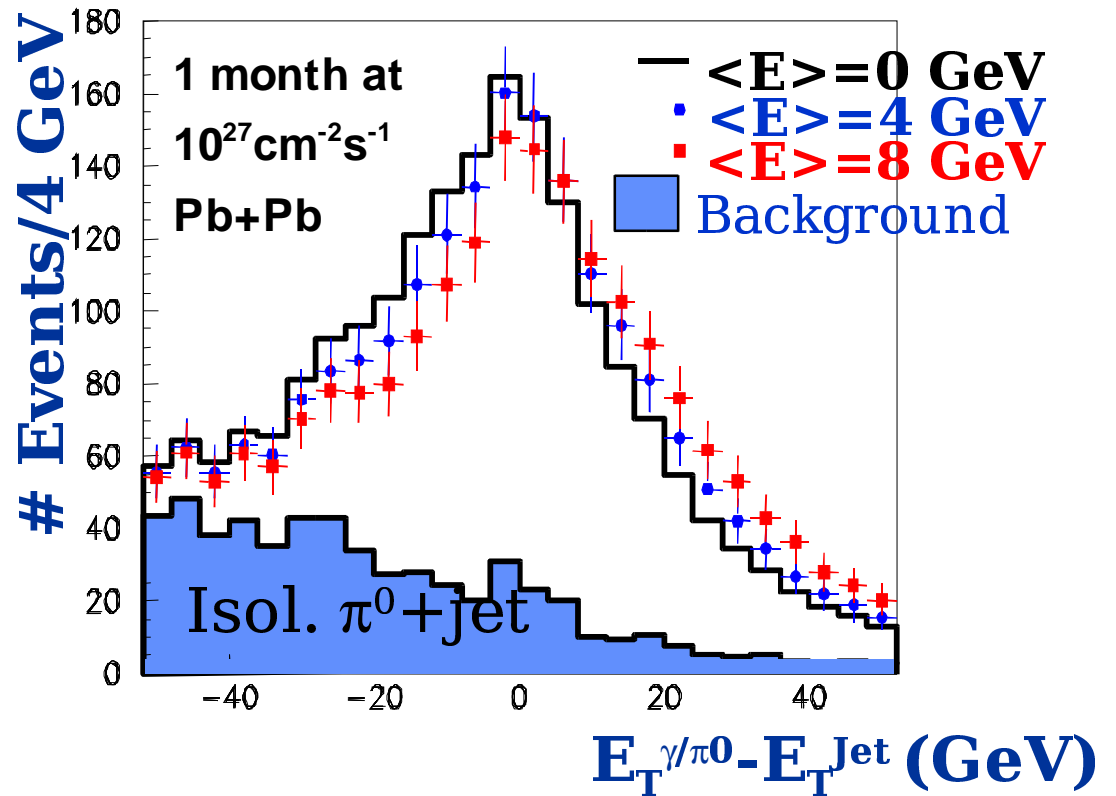 # Events/4 GeV
180
160
140
120
100
80
60
40
20
0
1 month at
10²⁷cm⁻²s⁻¹
Pb+Pb
<E>=0 GeV
<E>=4 GeV
<E>=8 GeV
Background
Isol. π⁰+jet
−40 −20 0 20 40
E_T^γ/π0-E_T^Jet (GeV)